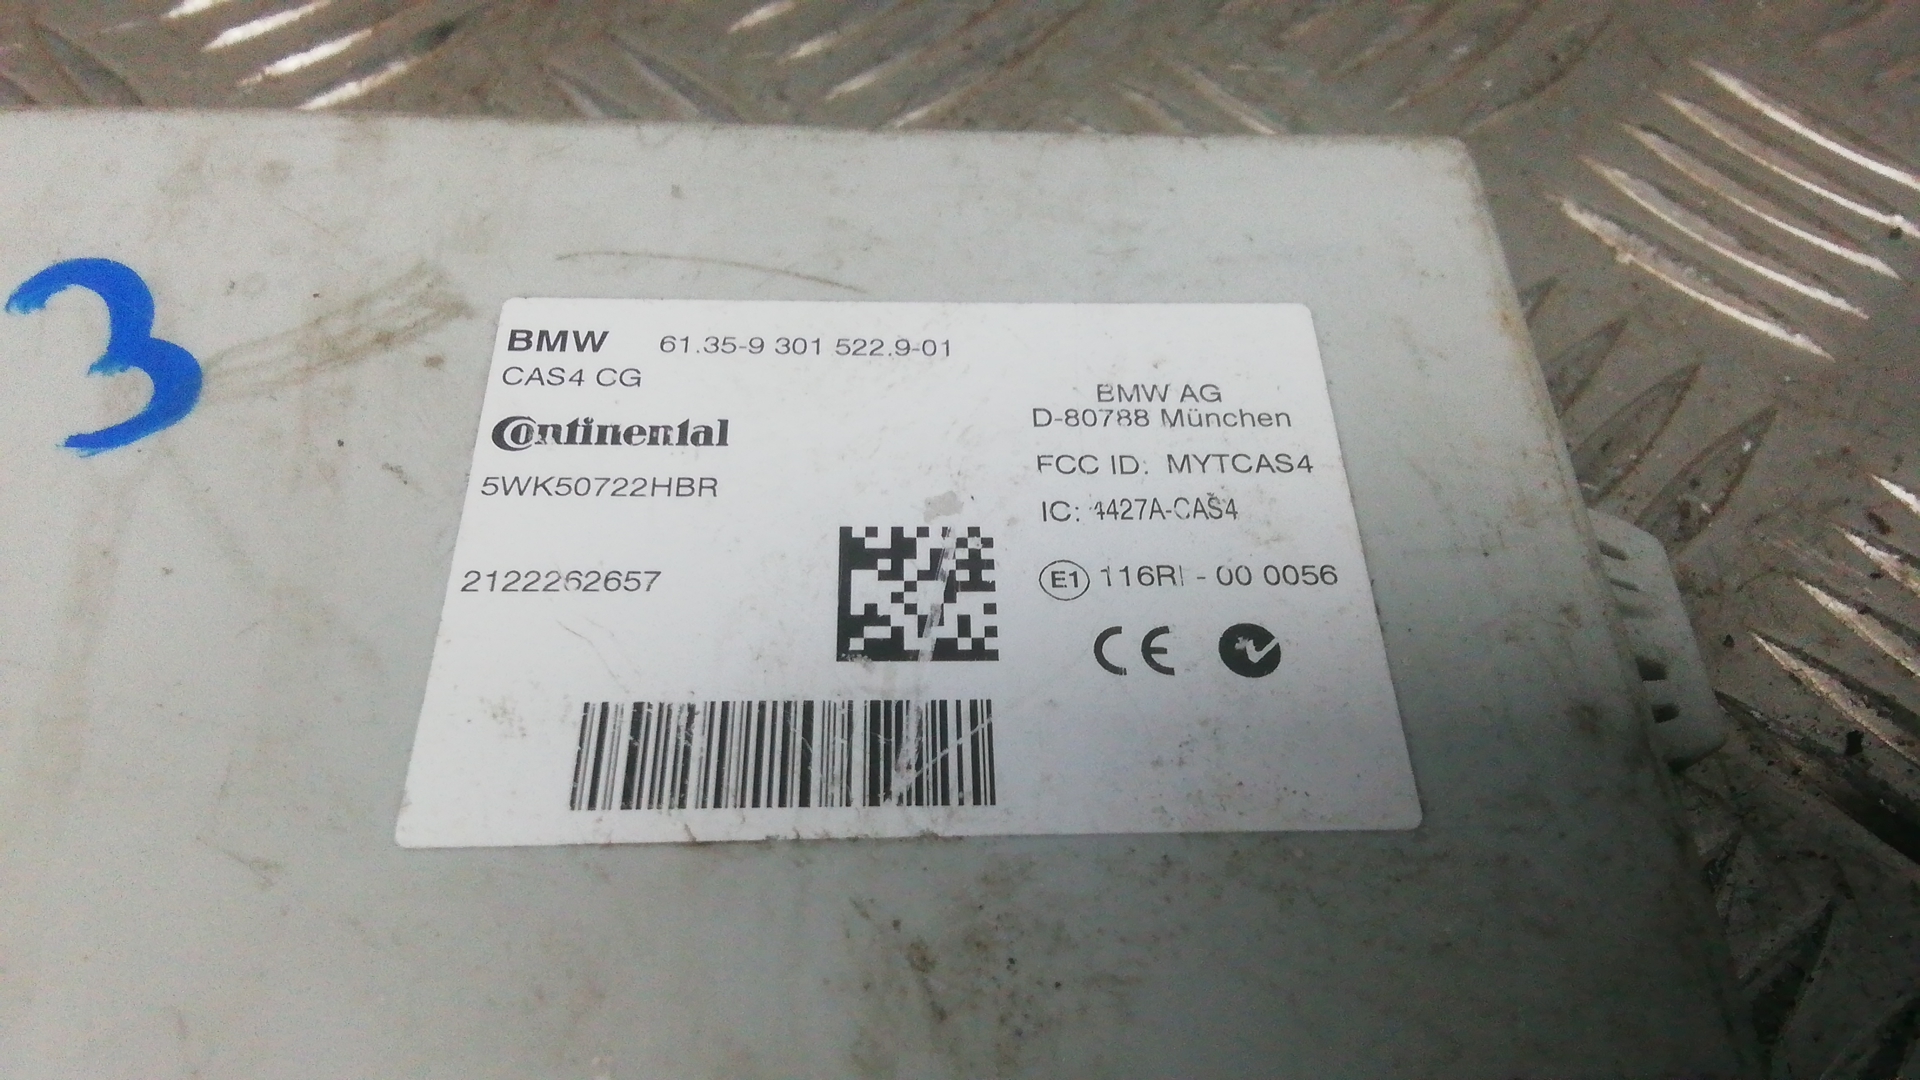 3
BMW 61.35-9 301 522.9-01
CAS4 CG
Continental
5WK50722HBR
2122262657
BMW AG
D-80788 München
FCC ID: MYTCAS4
IC: 4427A-CAS4
E1 116RI - 00 0056
CE